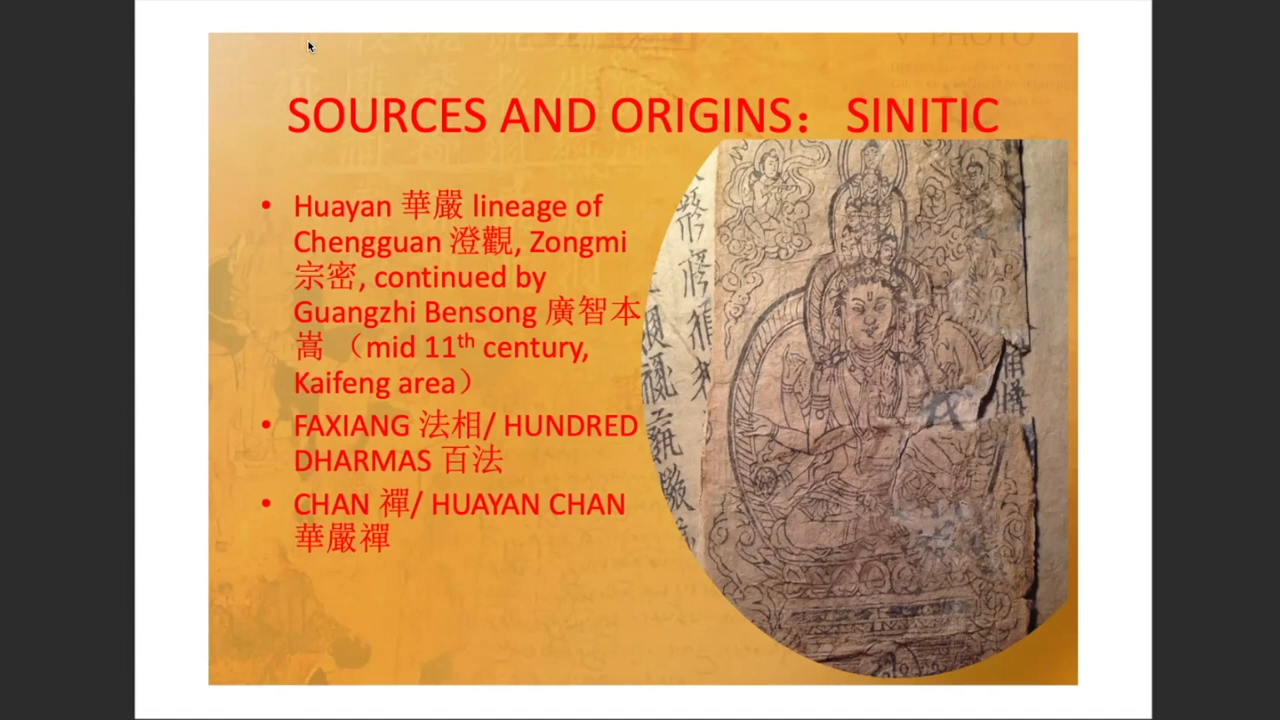 SOURCES AND ORIGINS： SINITIC
• Huayan 華嚴 lineage of
Chengguan 澄觀, Zongmi
宗密, continued by
Guangzhi Bensong 廣智本
嵩 （mid 11th century,
Kaifeng area）
• FAXIANG 法相/ HUNDRED
DHARMAS 百法
• CHAN 禪/ HUAYAN CHAN
華嚴禪